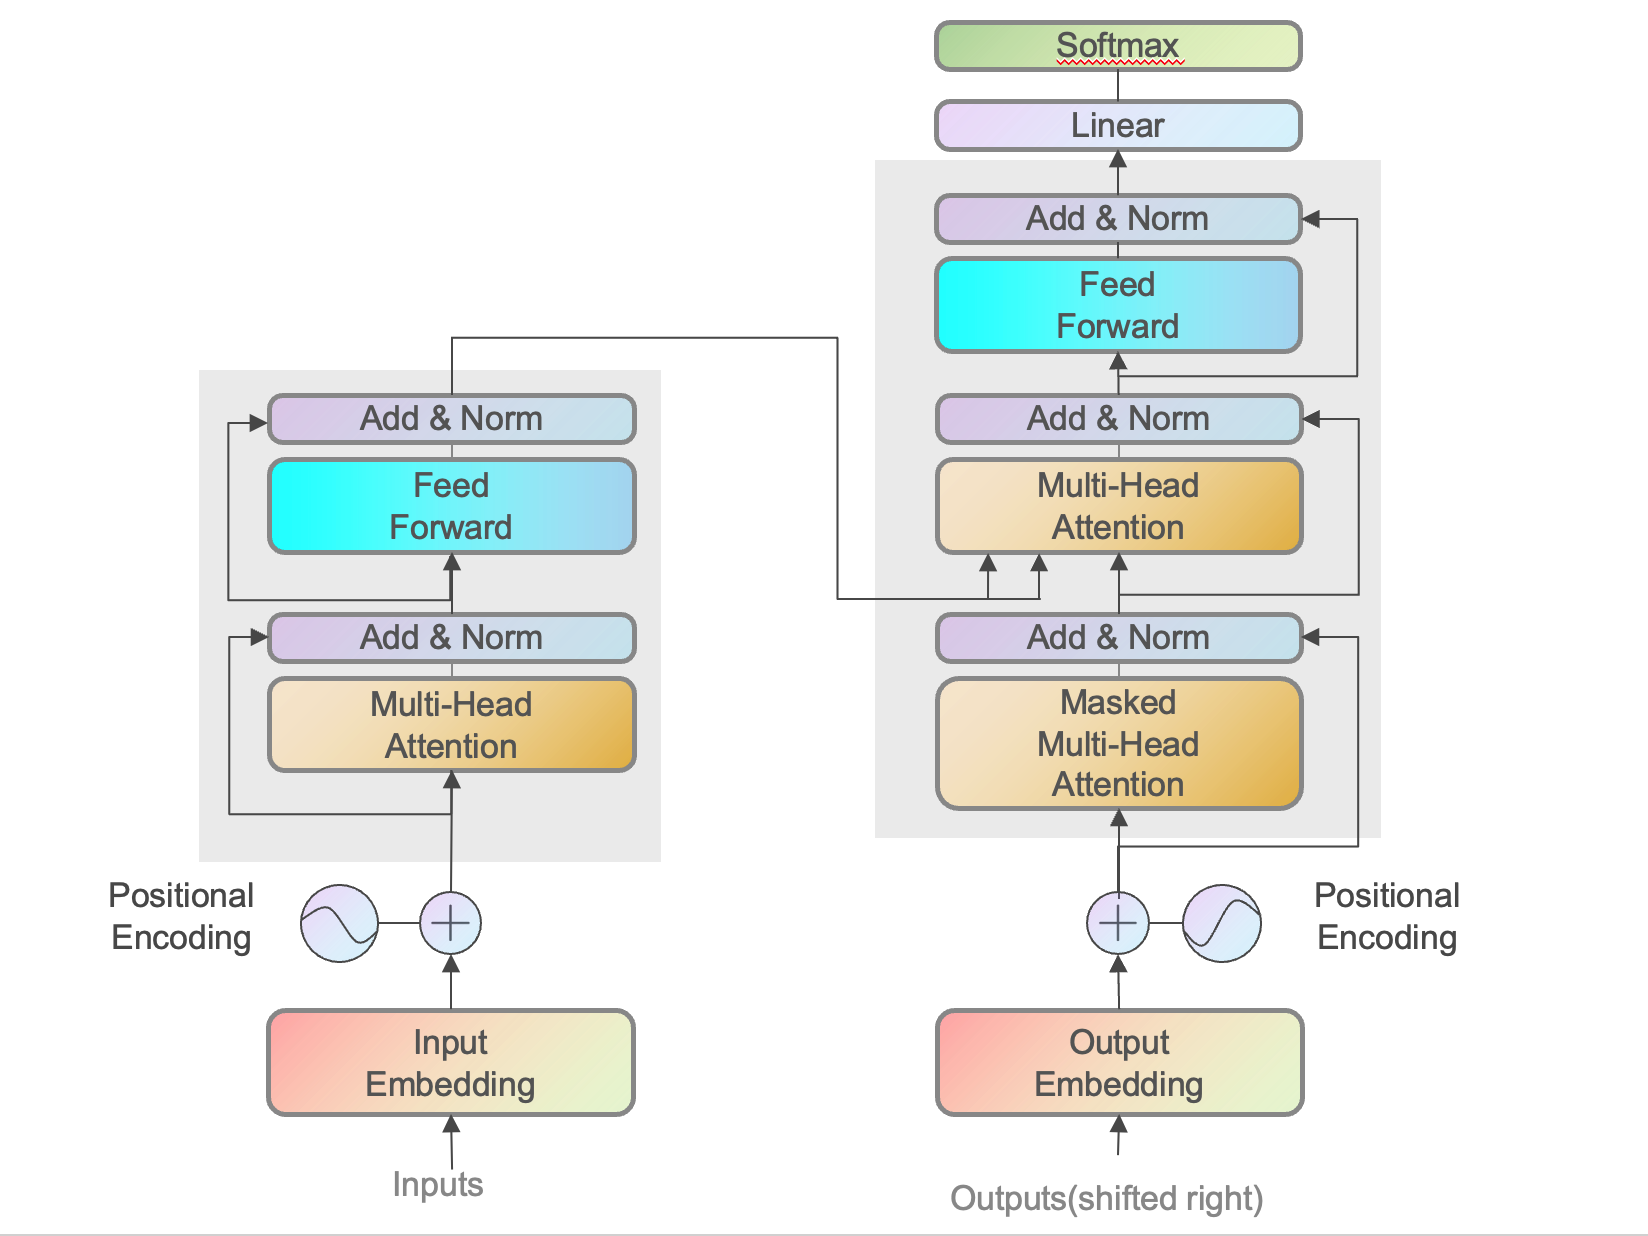 Softmax
Linear
Add & Norm
Feed
Forward
Add & Norm
Multi-Head
Attention
Add & Norm
Masked
Multi-Head
Attention
Add & Norm
Feed
Forward
Add & Norm
Multi-Head
Attention
Positional
Encoding
Positional
Encoding
Input
Embedding
Output
Embedding
Inputs
Outputs(shifted right)